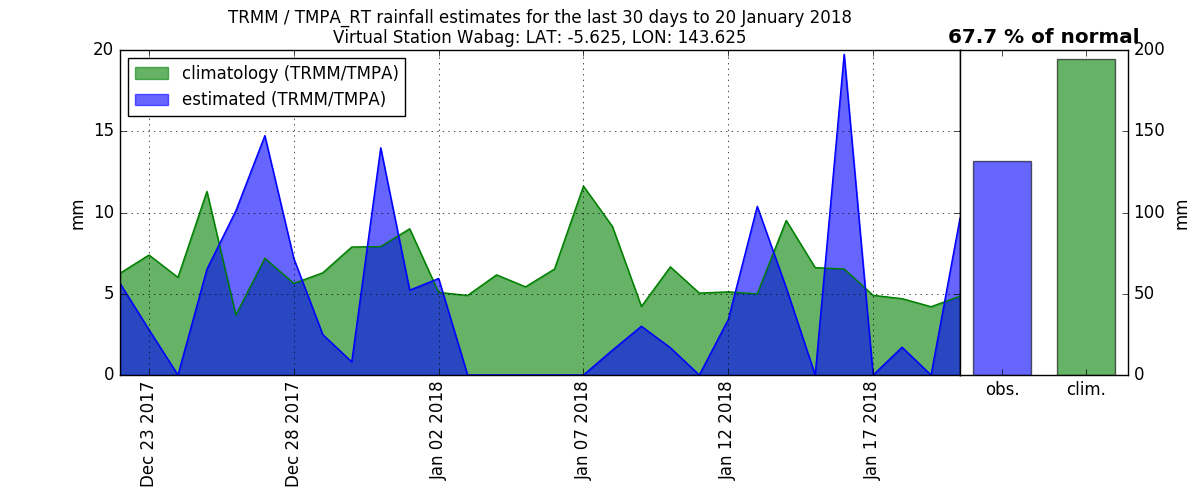 TRMM / TMPA_RT rainfall estimates for the last 30 days to 20 January 2018
Virtual Station Wabag: LAT: -5.625, LON: 143.625
67.7 % of normal
climatology (TRMM/TMPA)
estimated (TRMM/TMPA)
20
15
10
5
0
mm
200
150
100
50
0
mm
Dec 23 2017
Dec 28 2017
Jan 02 2018
Jan 07 2018
Jan 12 2018
Jan 17 2018
obs.
clim.